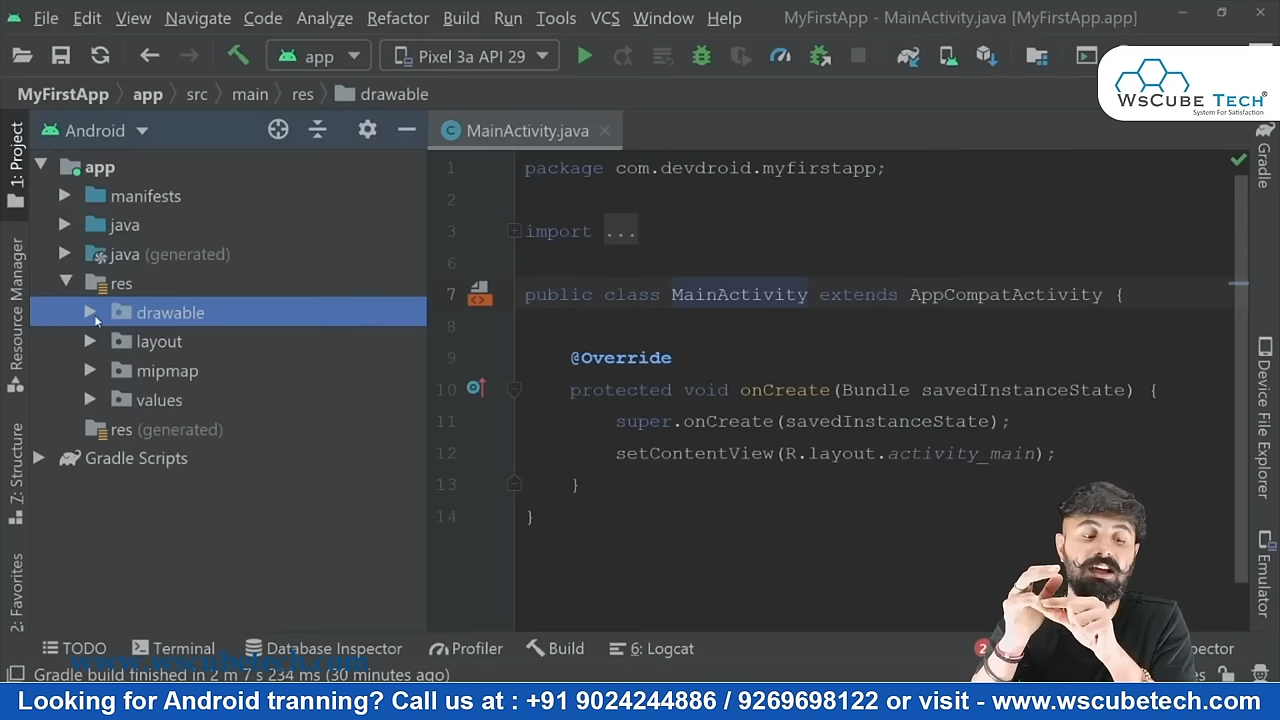 File Edit View Navigate Code Analyze Refactor Build Run Tools VCS Window Help MyFirstApp - MainActivity.java [MyFirstApp.app]
app Pixel 3a API 29
WsCube Tech®
System For Satisfaction
MyFirstApp app src main res drawable
Android MainActivity.java
1: Project
Resource Manager
7: Structure
2: Favorites
app
manifests
java
java (generated)
res
drawable
layout
mipmap
values
res (generated)
Gradle Scripts
1 package com.devdroid.myfirstapp;
2
3 import ...
6
7 public class MainActivity extends AppCompatActivity {
8
9 @Override
10 protected void onCreate(Bundle savedInstanceState) {
11 super.onCreate(savedInstanceState);
12 setContentView(R.layout.activity_main);
13 }
14 }
Gradle
Device File Explorer
Emulator
TODO Terminal Database Inspector Profiler Build 6: Logcat 2
www.wscubetech.com
Gradle build finished in 2 m 7 s 234 ms (30 minutes ago)
Looking for Android tranning? Call us at : +91 9024244886 / 9269698122 or visit - www.wscubetech.com